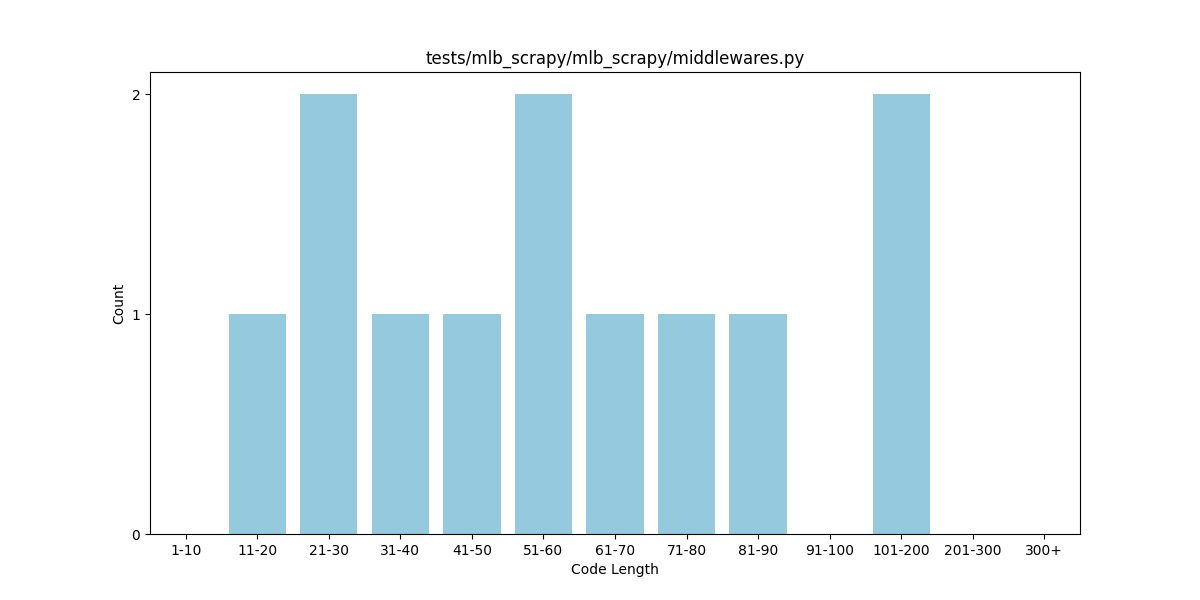 tests/mlb_scrapy/mlb_scrapy/middlewares.py
Count
2
1
0
1-10 11-20 21-30 31-40 41-50 51-60 61-70 71-80 81-90 91-100 101-200 201-300 300+
Code Length